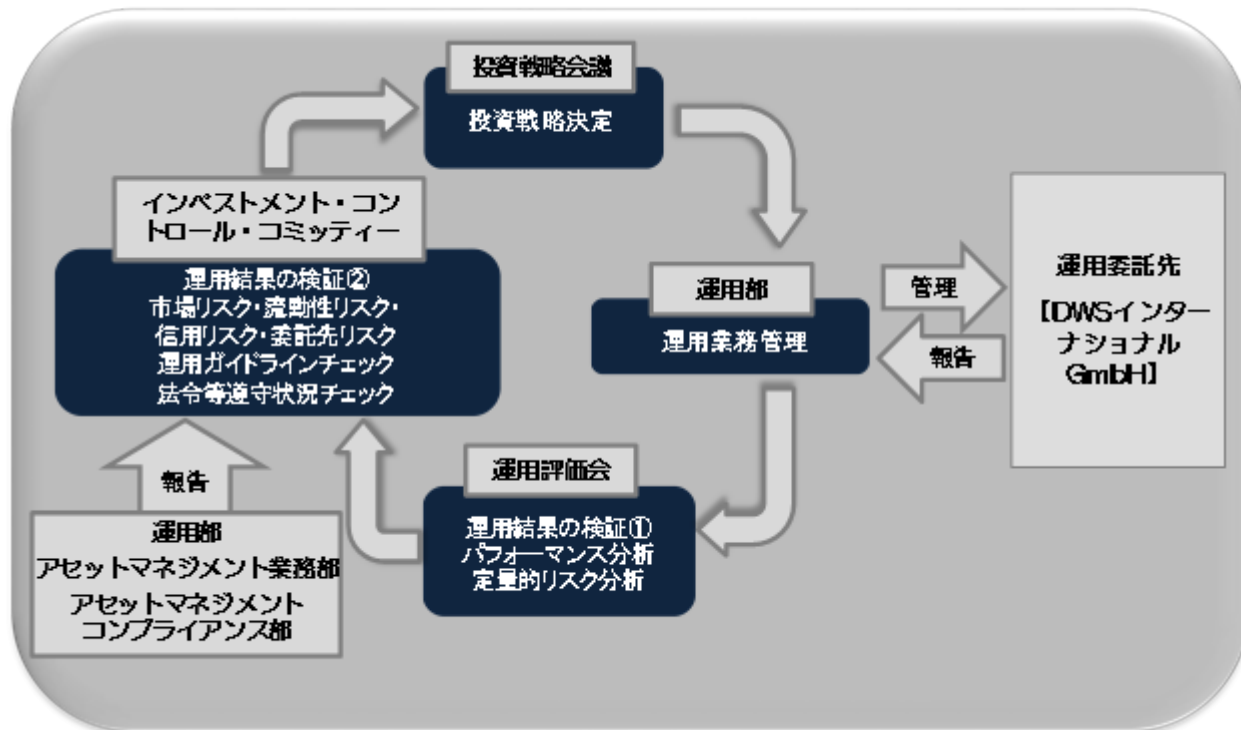 投資戦略会議
投資戦略決定
インベストメント・コン
トロール・コミッティー
運用結果の検証②
市場リスク・流動性リスク・
信用リスク・委託先リスク
運用ガイドラインチェック
法令等遵守状況チェック
運用部
運用業務管理
管理
報告
運用委託先
【DWSインター
ナショナル
GmbH】
運用評価会
運用結果の検証①
パフォーマンス分析
定量的リスク分析
報告
運用部
アセットマネジメント業務部
アセットマネジメント
コンプライアンス部